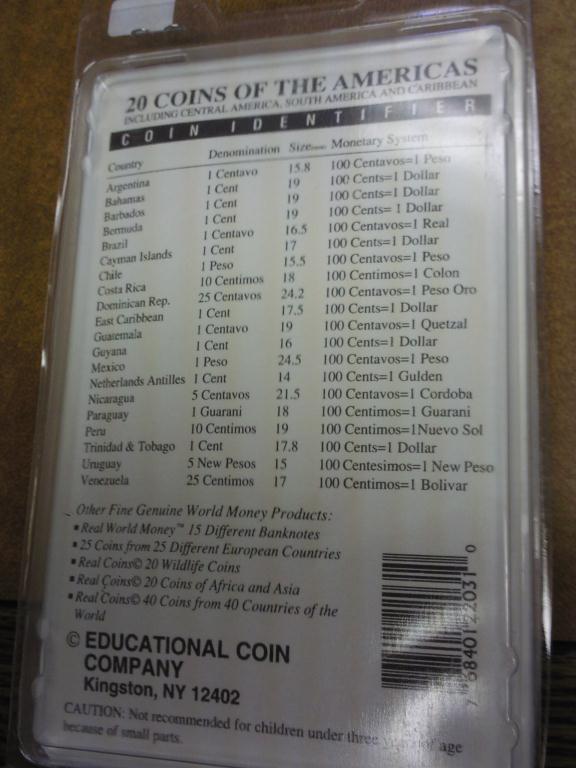 20 COINS OF THE AMERICAS
INCLUDING CENTRAL AMERICA, SOUTH AMERICA AND CARIBBEAN
COIN IDENTIFIER
Country Denomination Size(mm) Monetary System
Argentina 1 Centavo 15.8 100 Centavos=1 Peso
Bahamas 1 Cent 19 100 Cents=1 Dollar
Barbados 1 Cent 19 100 Cents=1 Dollar
Bermuda 1 Cent 19 100 Cents= 1 Dollar
Brazil 1 Centavo 16.5 100 Centavos=1 Real
Cayman Islands 1 Cent 17 100 Cents=1 Dollar
Chile 1 Peso 15.5 100 Centavos=1 Peso
Costa Rica 10 Centimos 18 100 Centimos=1 Colon
Dominican Rep. 25 Centavos 24.2 100 Centavos=1 Peso Oro
East Caribbean 1 Cent 17.5 100 Cents=1 Dollar
Guatemala 1 Centavo 19 100 Centavos=1 Quetzal
Guyana 1 Cent 16 100 Cents=1 Dollar
Mexico 1 Peso 24.5 100 Centavos=1 Peso
Netherlands Antilles 1 Cent 14 100 Cents=1 Gulden
Nicaragua 5 Centavos 21.5 100 Centavos=1 Cordoba
Paraguay 1 Guarani 18 100 Centimos=1 Guarani
Peru 10 Centimos 19 100 Centimos=1Nuevo Sol
Trinidad & Tobago 1 Cent 17.8 100 Cents=1 Dollar
Uruguay 5 New Pesos 15 100 Centesimos=1 New Peso
Venezuela 25 Centimos 17 100 Centimos=1 Bolivar
Other Fine Genuine World Money Products:
▪ Real World Money™ 15 Different Banknotes
▪ 25 Coins from 25 Different European Countries
▪ Real Coins© 20 Wildlife Coins
▪ Real Coins© 20 Coins of Africa and Asia
▪ Real Coins© 40 Coins from 40 Countries of the
World
© EDUCATIONAL COIN
COMPANY
Kingston, NY 12402
CAUTION: Not recommended for children under three years of age
because of small parts.
7 68401 22031 0